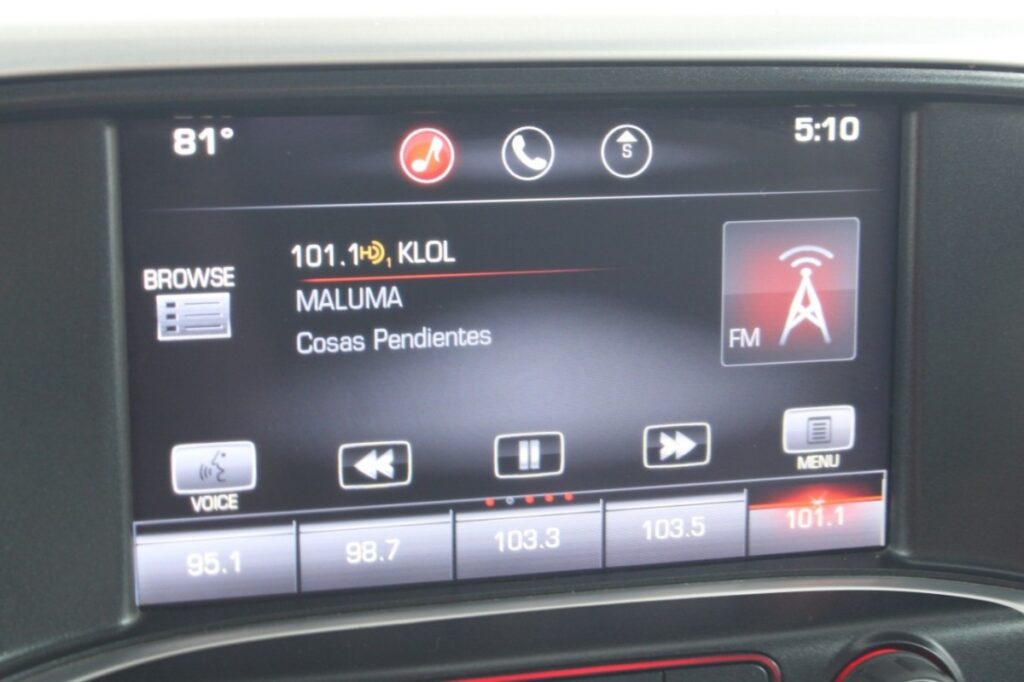 81°
S
5:10
BROWSE
101.1 HD1 KLOL
MALUMA
Cosas Pendientes
FM
VOICE
MENU
95.1
98.7
103.3
103.5
101.1